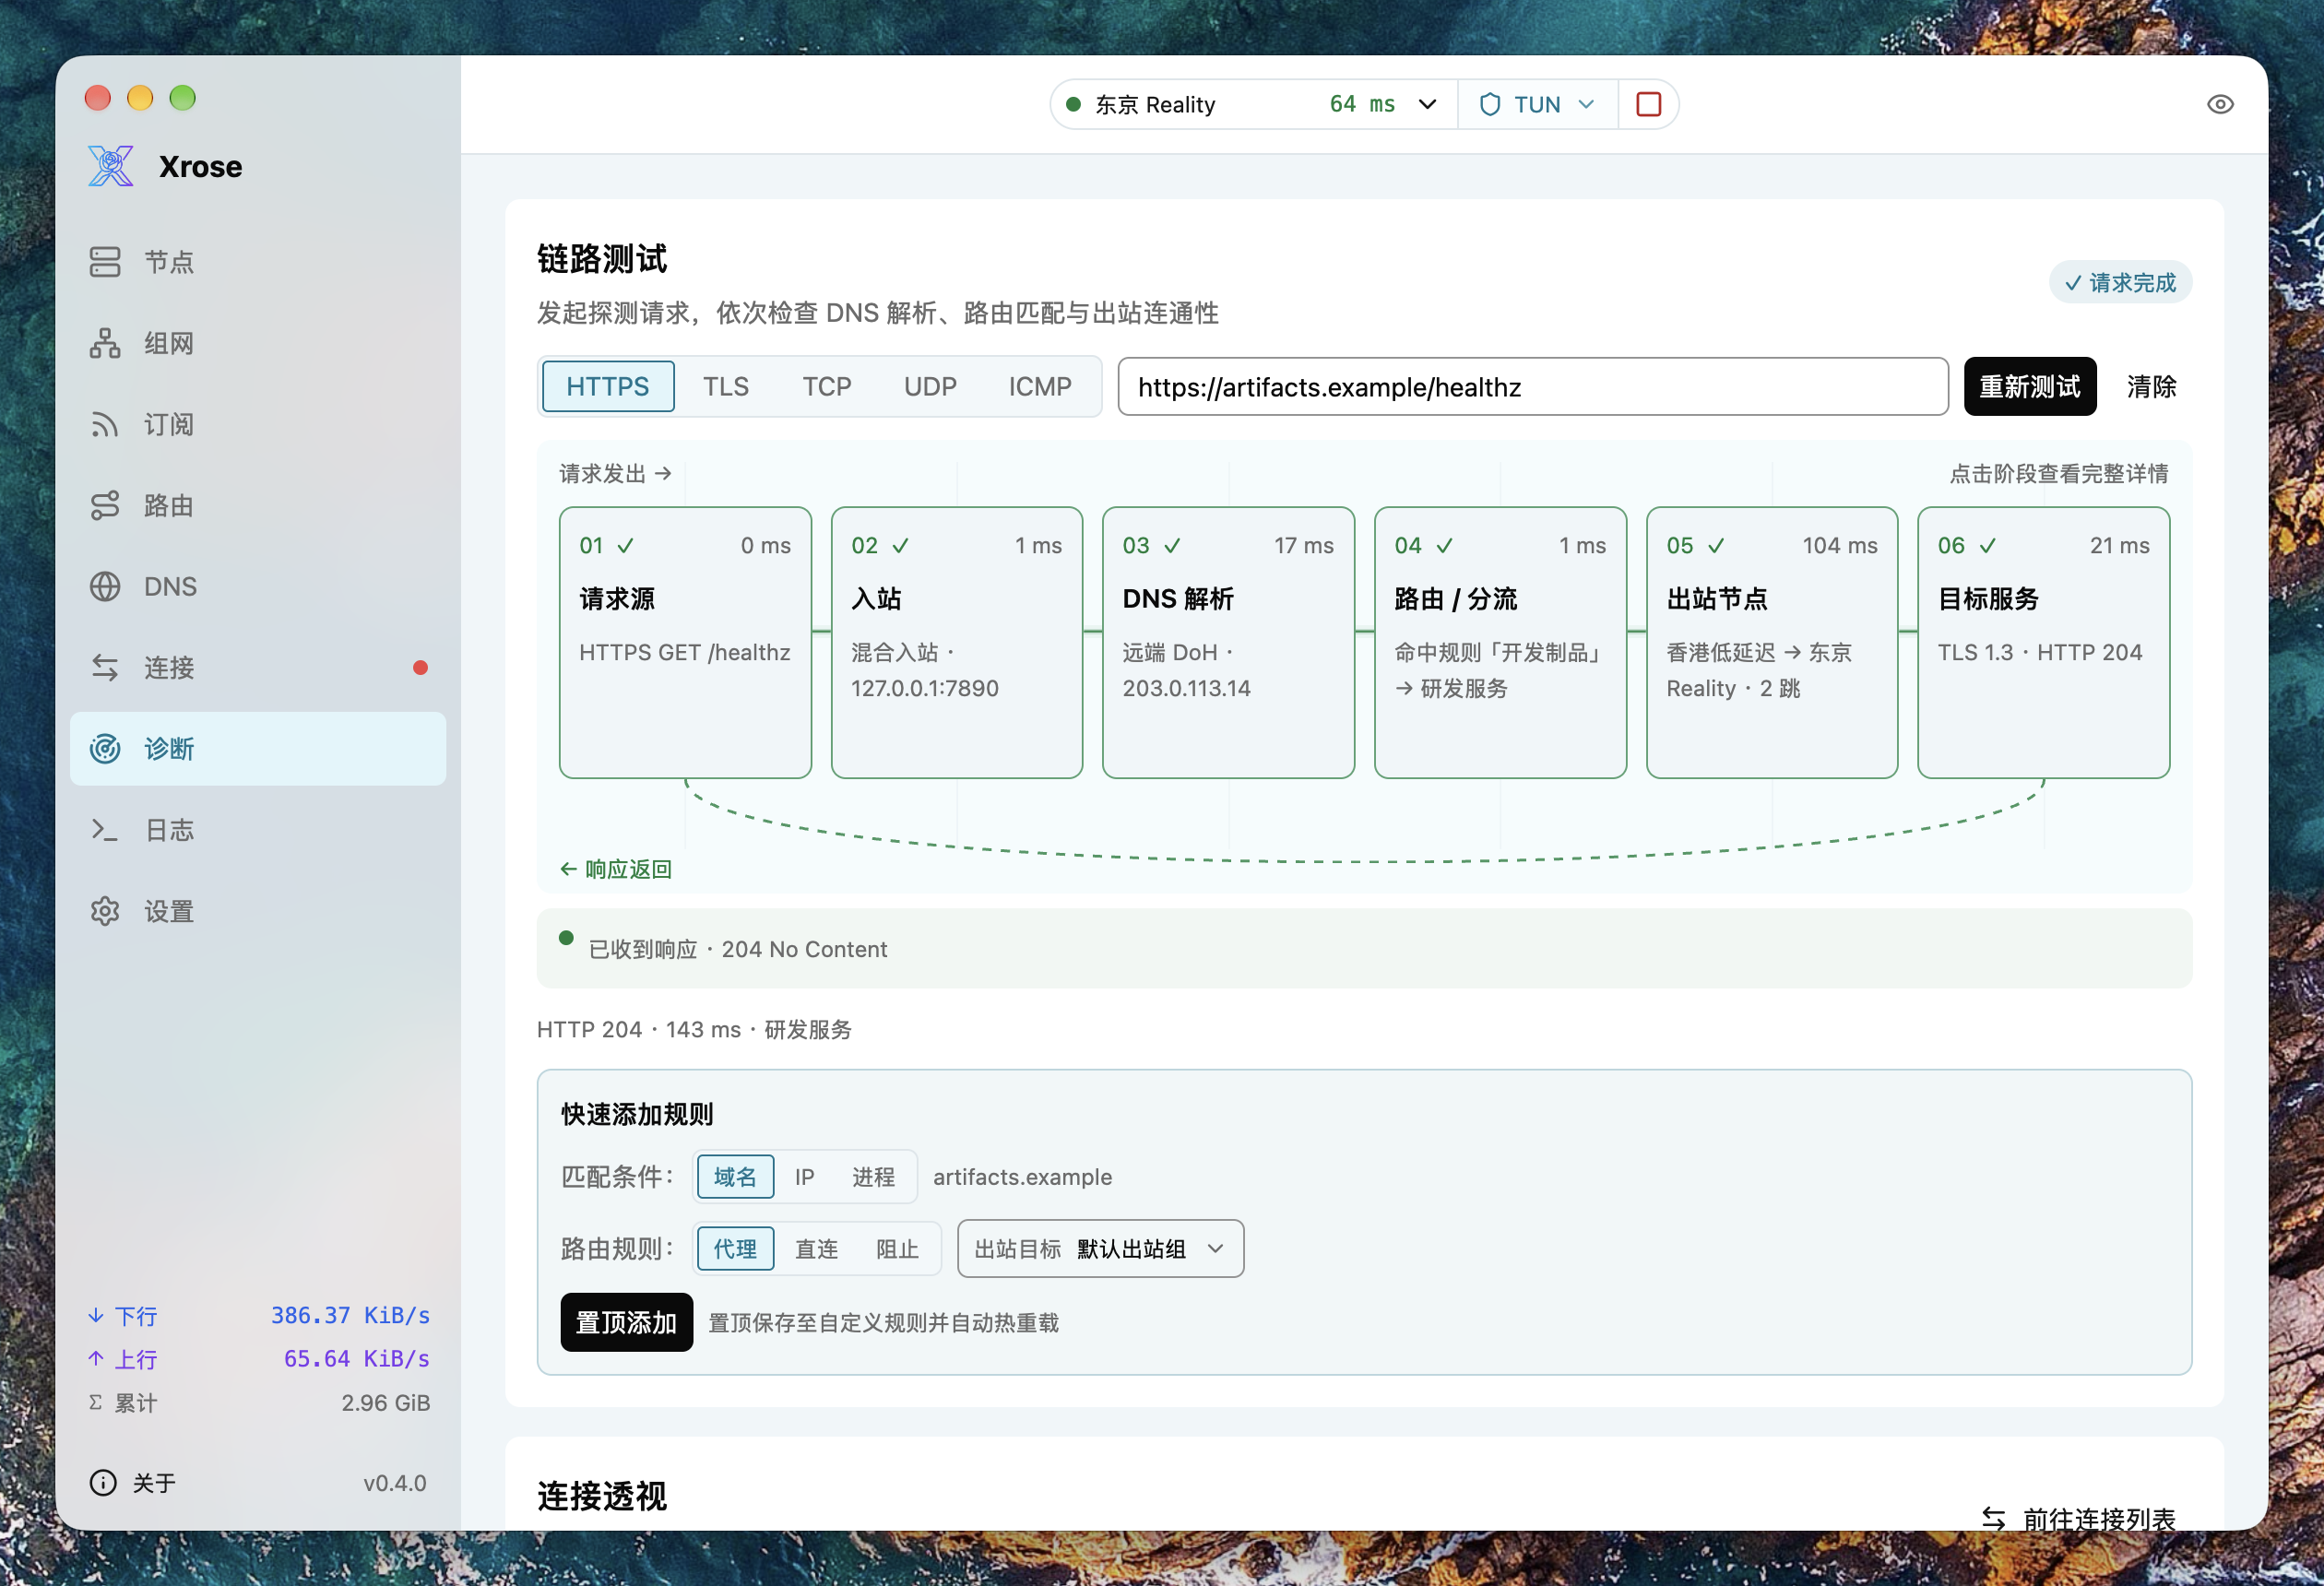 Xrose
节点
组网
订阅
路由
DNS
连接
诊断
日志
设置
↓ 下行 386.37 KiB/s
↑ 上行 65.64 KiB/s
Σ 累计 2.96 GiB
关于 v0.4.0
东京 Reality 64 ms TUN
链路测试
✓ 请求完成
发起探测请求，依次检查 DNS 解析、路由匹配与出站连通性
HTTPS TLS TCP UDP ICMP https://artifacts.example/healthz 重新测试 清除
请求发出 → 点击阶段查看完整详情
01 ✓ 0 ms
请求源
HTTPS GET /healthz
02 ✓ 1 ms
入站
混合入站 ·
127.0.0.1:7890
03 ✓ 17 ms
DNS 解析
远端 DoH ·
203.0.113.14
04 ✓ 1 ms
路由 / 分流
命中规则「开发制品」
→ 研发服务
05 ✓ 104 ms
出站节点
香港低延迟 → 东京
Reality · 2 跳
06 ✓ 21 ms
目标服务
TLS 1.3 · HTTP 204
← 响应返回
已收到响应 · 204 No Content
HTTP 204 · 143 ms · 研发服务
快速添加规则
匹配条件： 域名 IP 进程 artifacts.example
路由规则： 代理 直连 阻止 出站目标 默认出站组
置顶添加 置顶保存至自定义规则并自动热重载
连接透视
前往连接列表